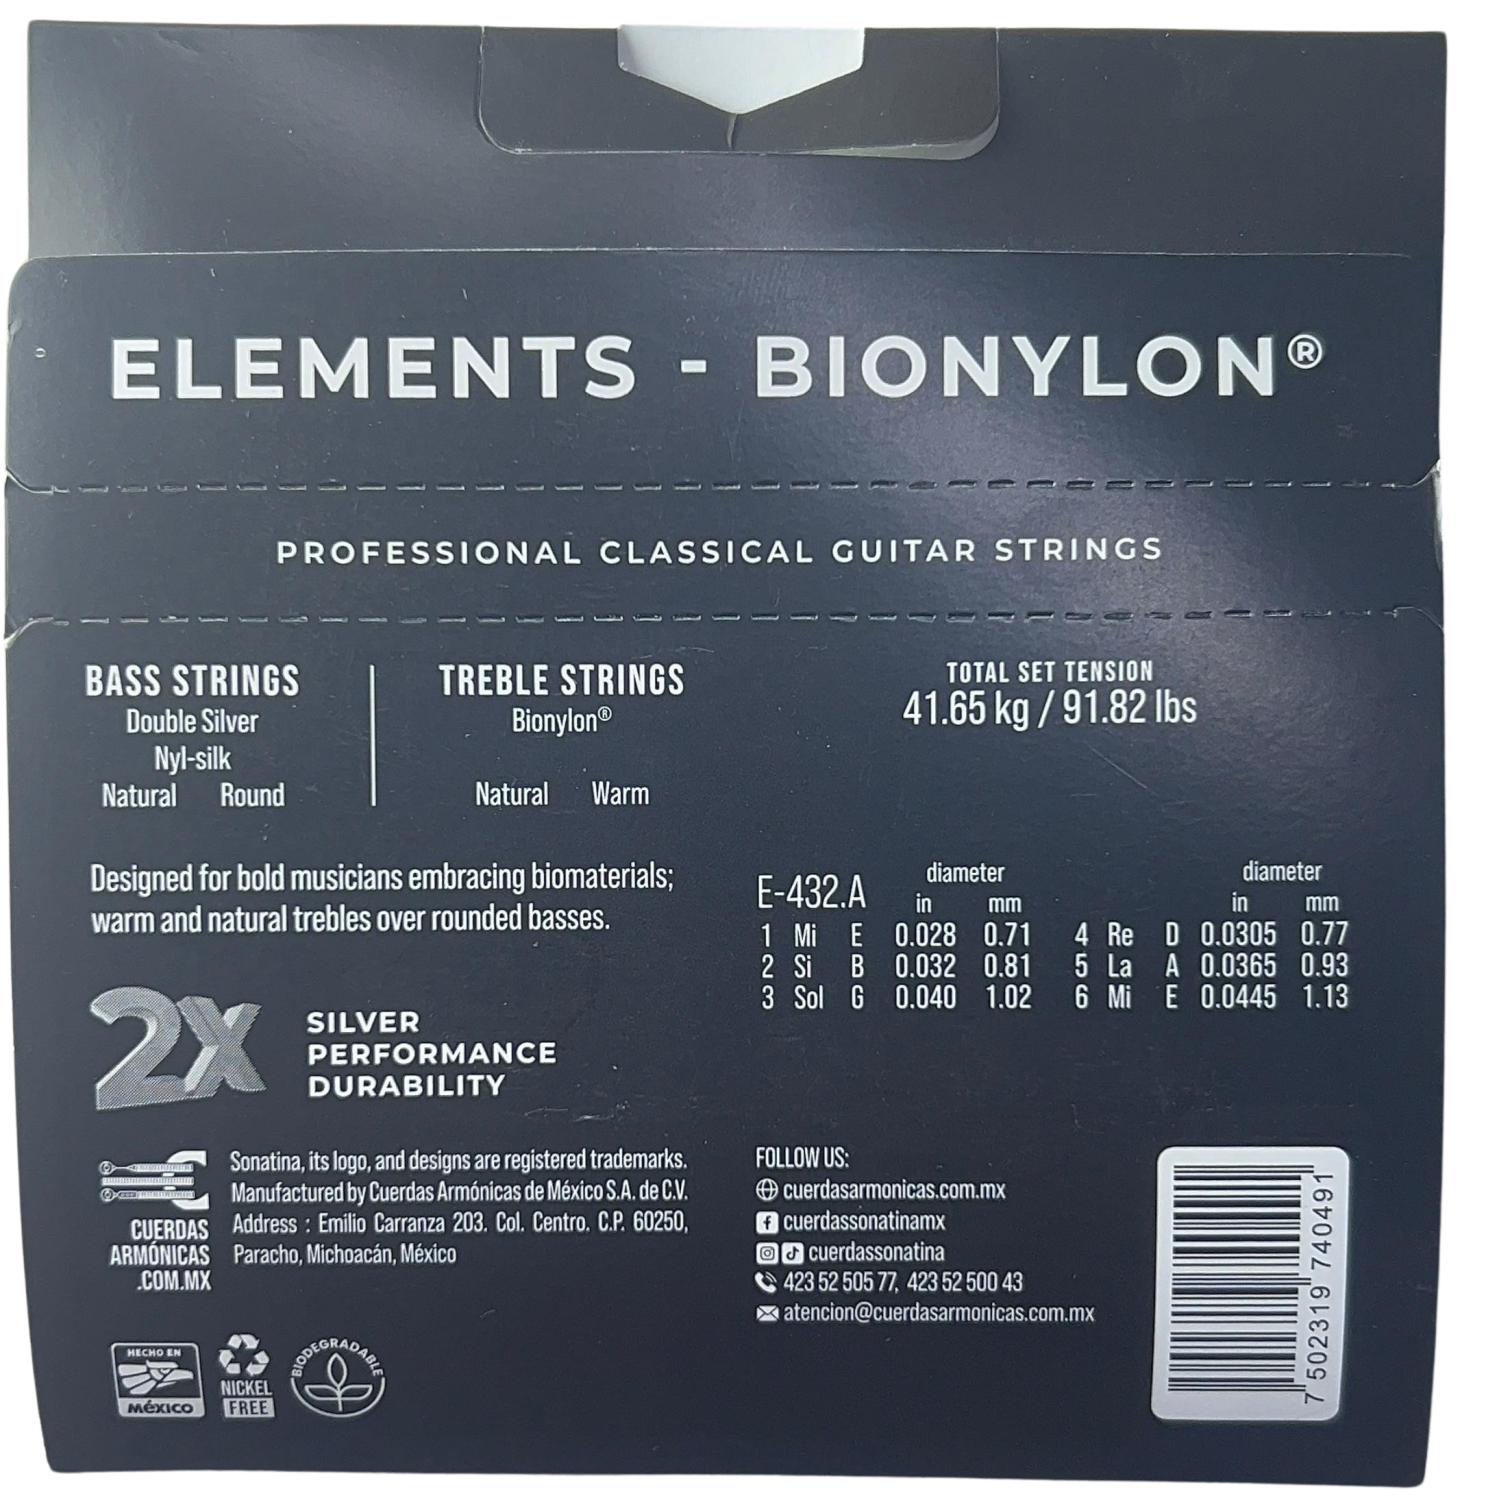 ELEMENTS - BIONYLON®
PROFESSIONAL CLASSICAL GUITAR STRINGS
BASS STRINGS
Double Silver
Nyl-silk
Natural Round
TREBLE STRINGS
Bionylon®
Natural Warm
TOTAL SET TENSION
41.65 kg / 91.82 lbs
Designed for bold musicians embracing biomaterials;
warm and natural trebles over rounded basses.
E-432.A
diameter
in mm
1 Mi E 0.028 0.71
2 Si B 0.032 0.81
3 Sol G 0.040 1.02
diameter
in mm
4 Re D 0.0305 0.77
5 La A 0.0365 0.93
6 Mi E 0.0445 1.13
2X
SILVER
PERFORMANCE
DURABILITY
CUERDAS
ARMÓNICAS
.COM.MX
Sonatina, its logo, and designs are registered trademarks.
Manufactured by Cuerdas Armónicas de México S.A. de C.V.
Address : Emilio Carranza 203. Col. Centro. C.P. 60250,
Paracho, Michoacán, México
FOLLOW US:
cuerdasarmonicas.com.mx
cuerdassonatinamx
cuerdassonatina
423 52 505 77, 423 52 500 43
atencion@cuerdasarmonicas.com.mx
7 502319 740491
HECHO EN
MéXICO
NICKEL
FREE
BIODEGRADABLE